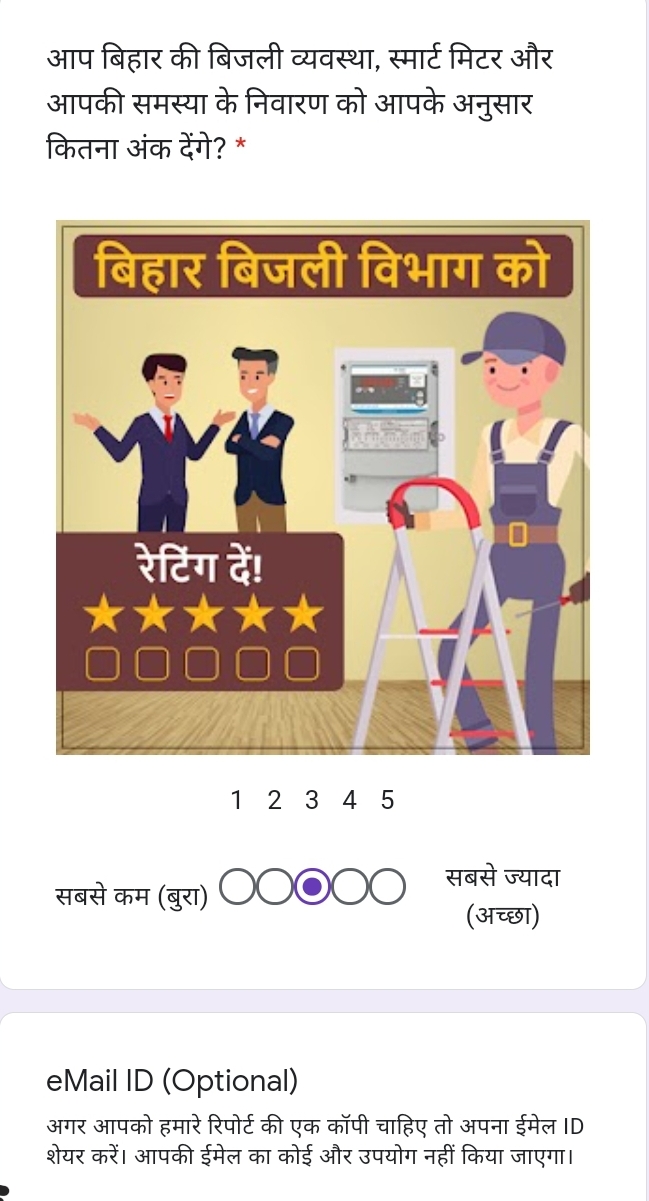 आप बिहार की बिजली व्यवस्था, स्मार्ट मिटर और
आपकी समस्या के निवारण को आपके अनुसार
कितना अंक देंगे? *
बिहार बिजली विभाग को
रेटिंग दें!
1 2 3 4 5
सबसे कम (बुरा)
सबसे ज्यादा
(अच्छा)
eMail ID (Optional)
अगर आपको हमारे रिपोर्ट की एक कॉपी चाहिए तो अपना ईमेल ID
शेयर करें। आपकी ईमेल का कोई और उपयोग नहीं किया जाएगा।